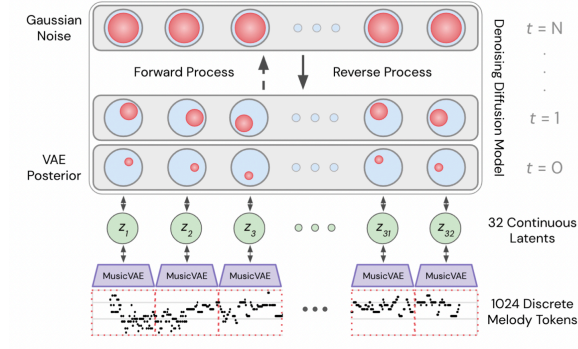 Gaussian
Noise
t = N
Forward Process
Reverse Process
Denoising Diffusion Model
t = 1
VAE
Posterior
t = 0
z1
z2
z3
z31
z32
32 Continuous
Latents
MusicVAE
MusicVAE
MusicVAE
MusicVAE
MusicVAE
1024 Discrete
Melody Tokens